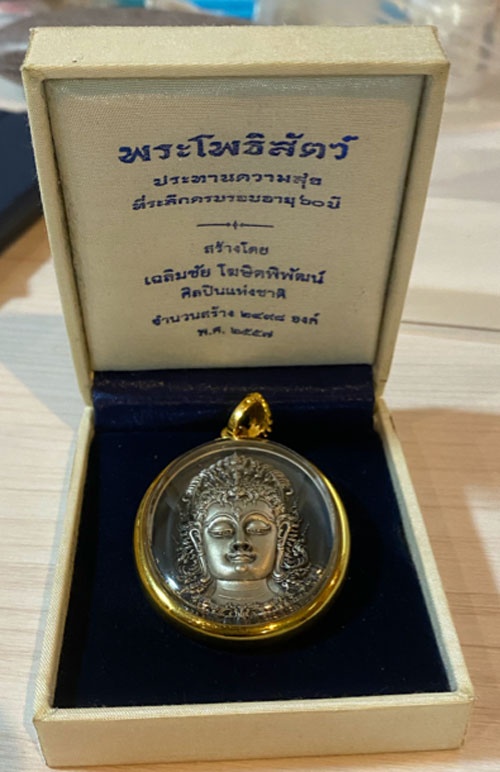 พระโพธิสัตว์
ประทานความสุข
ที่ระลึกครบรอบอายุ ๖๐ ปี
สร้างโดย
เฉลิมชัย โฆษิตพิพัฒน์
ศิลปินแห่งชาติ
จำนวนสร้าง ๒๔๙๘ องค์
พ.ศ. ๒๕๕๗